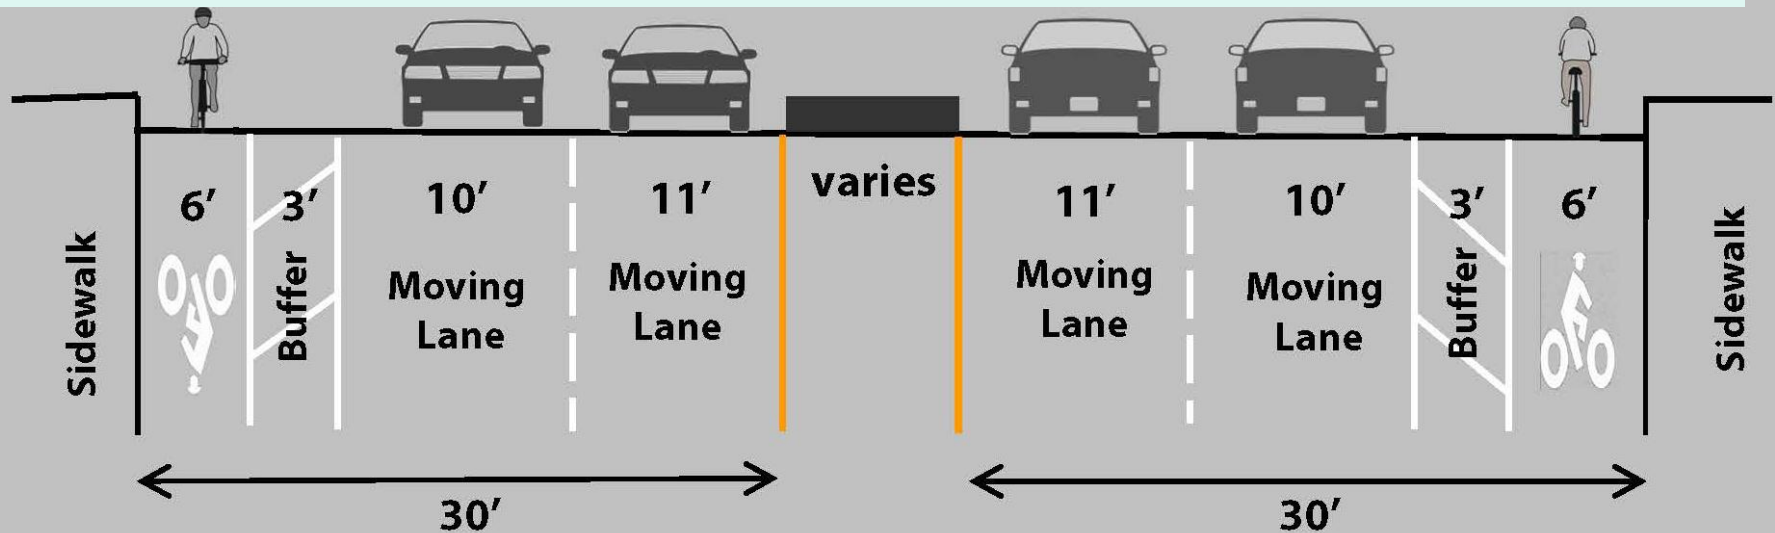 Sidewalk
6′
3′
Buffer
10′
Moving
Lane
11′
Moving
Lane
varies
11′
Moving
Lane
10′
Moving
Lane
3′
Buffer
6′
Sidewalk
30′
30′